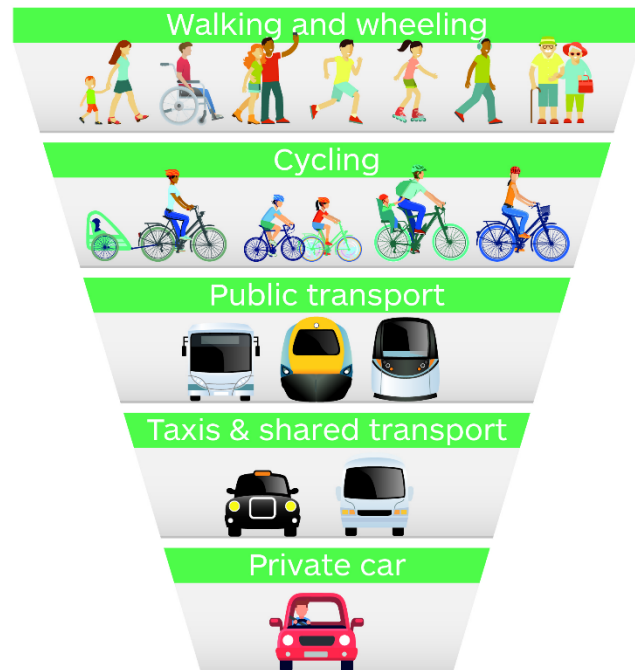 Walking and wheeling
Cycling
Public transport
Taxis & shared transport
Private car